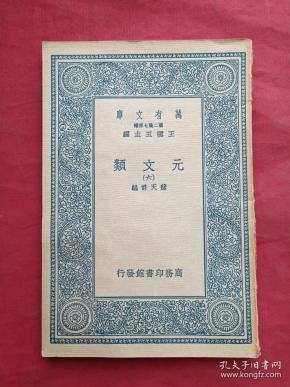 萬有文庫
第二集七百種
王雲五主編
元文類
(六)
蘇天爵編
商務印書館發行
孔夫子旧书网